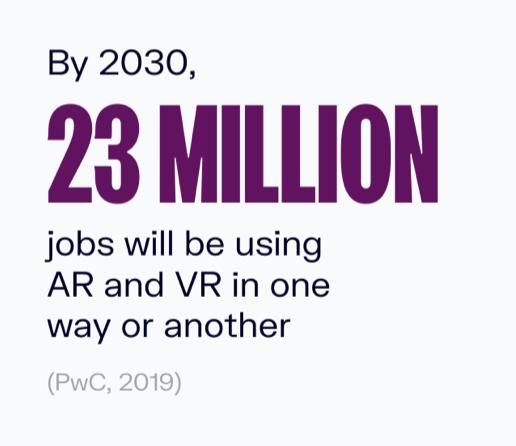 By 2030,
23 MILLION
jobs will be using
AR and VR in one
way or another
(PwC, 2019)